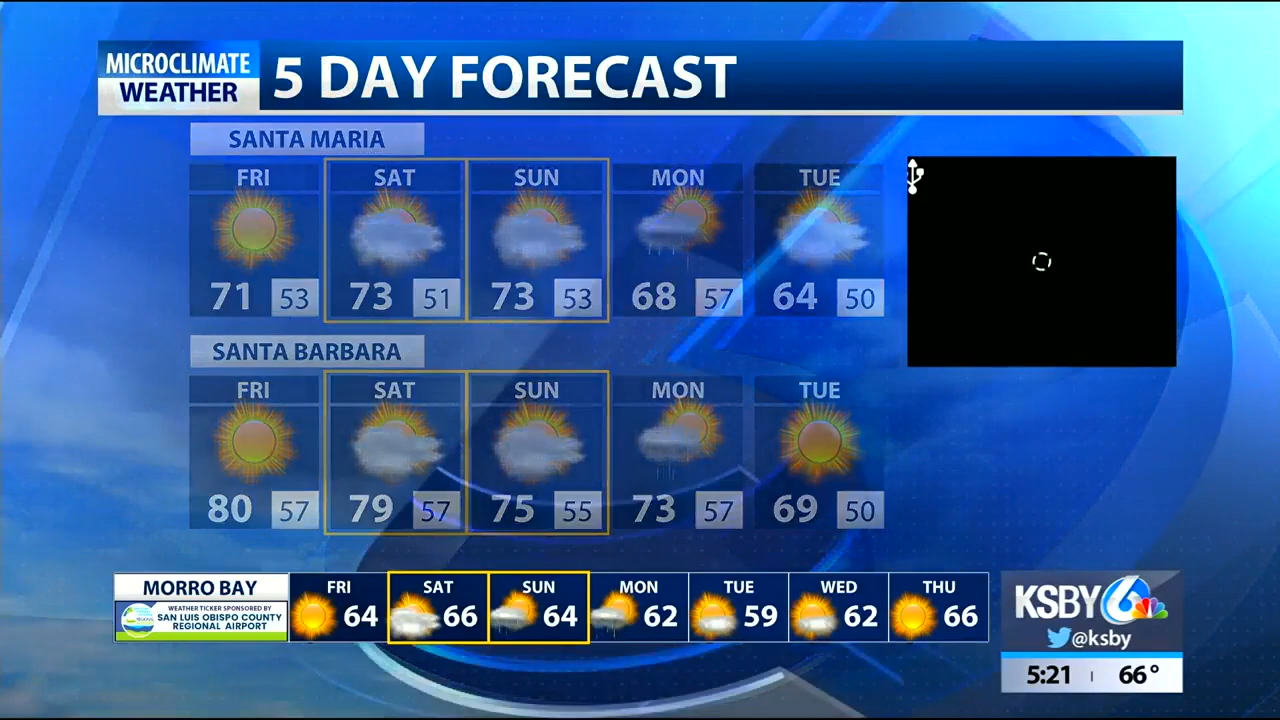 MICROCLIMATE
WEATHER
5 DAY FORECAST
SANTA MARIA
FRI SAT SUN MON TUE
71 53 73 51 73 53 68 57 64 50
SANTA BARBARA
FRI SAT SUN MON TUE
80 57 79 57 75 55 73 57 69 50
MORRO BAY
WEATHER TICKER SPONSORED BY
SAN LUIS OBISPO COUNTY
REGIONAL AIRPORT
FRI SAT SUN MON TUE WED THU
64 66 64 62 59 62 66
KSBY 6
@ksby
5:21 66°